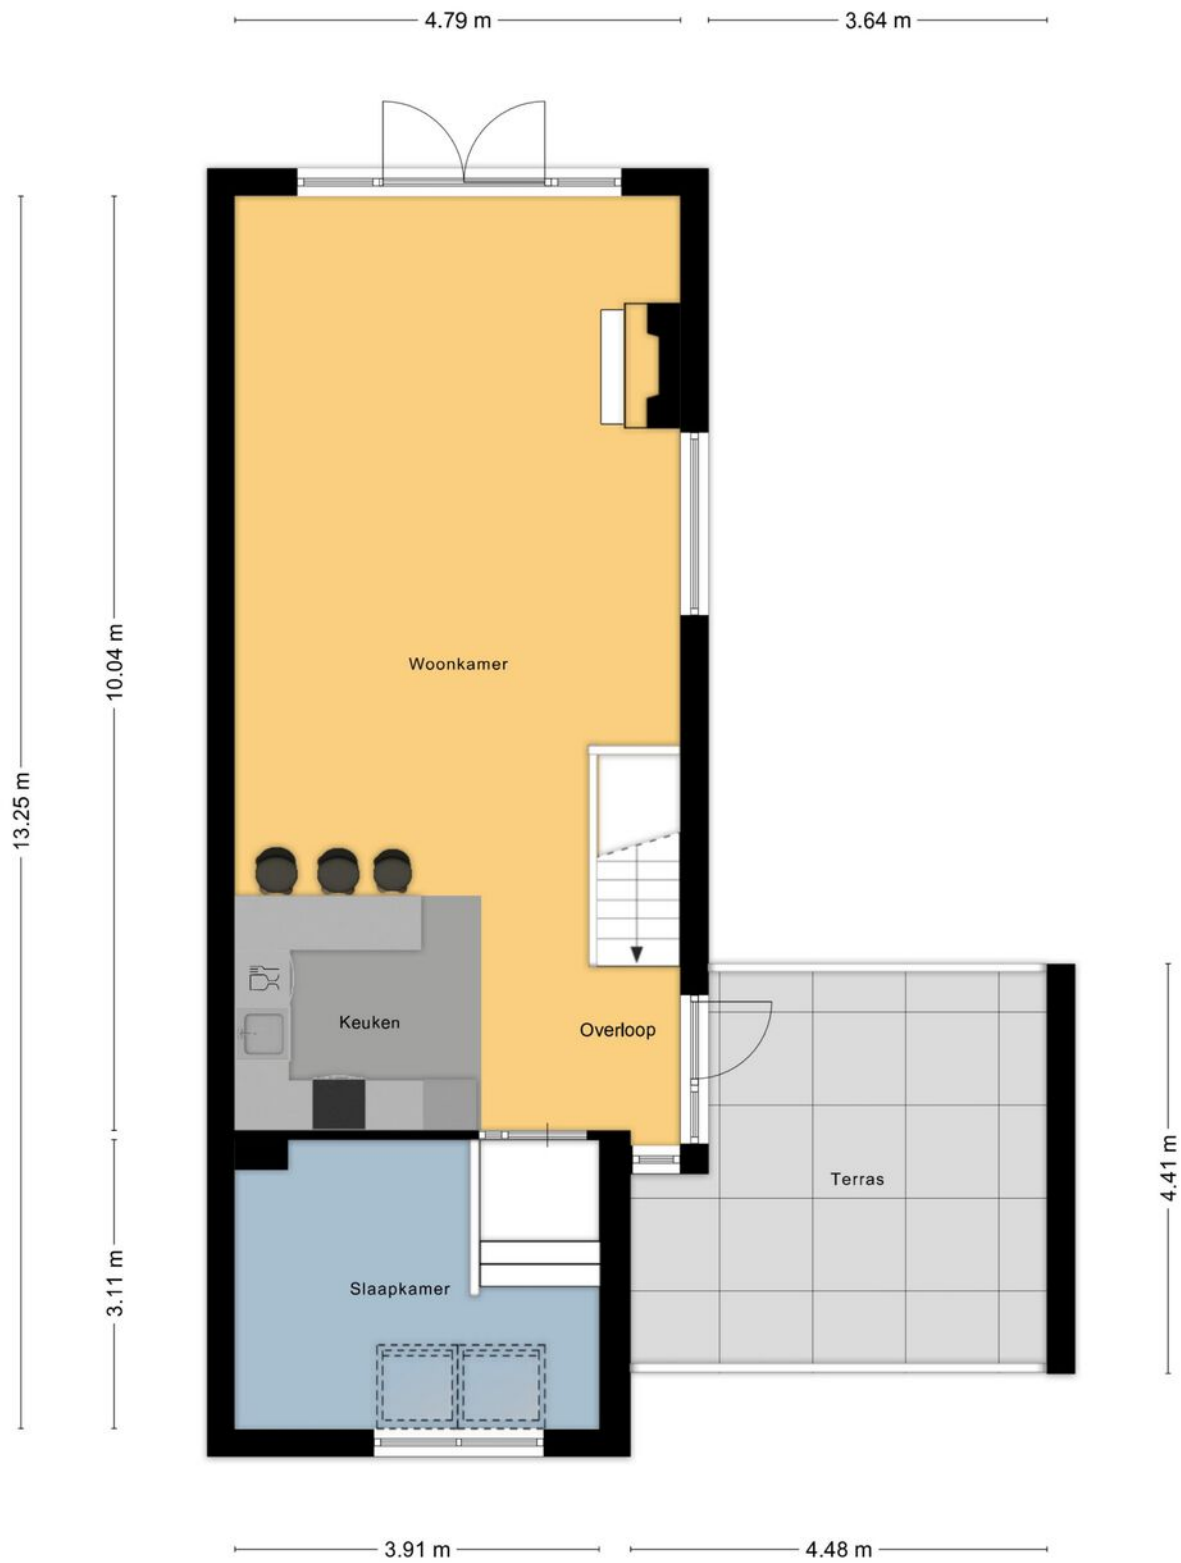 4.79 m
3.64 m
10.04 m
Woonkamer
13.25 m
Keuken
Overloop
Terras
4.41 m
3.11 m
Slaapkamer
3.91 m
4.48 m